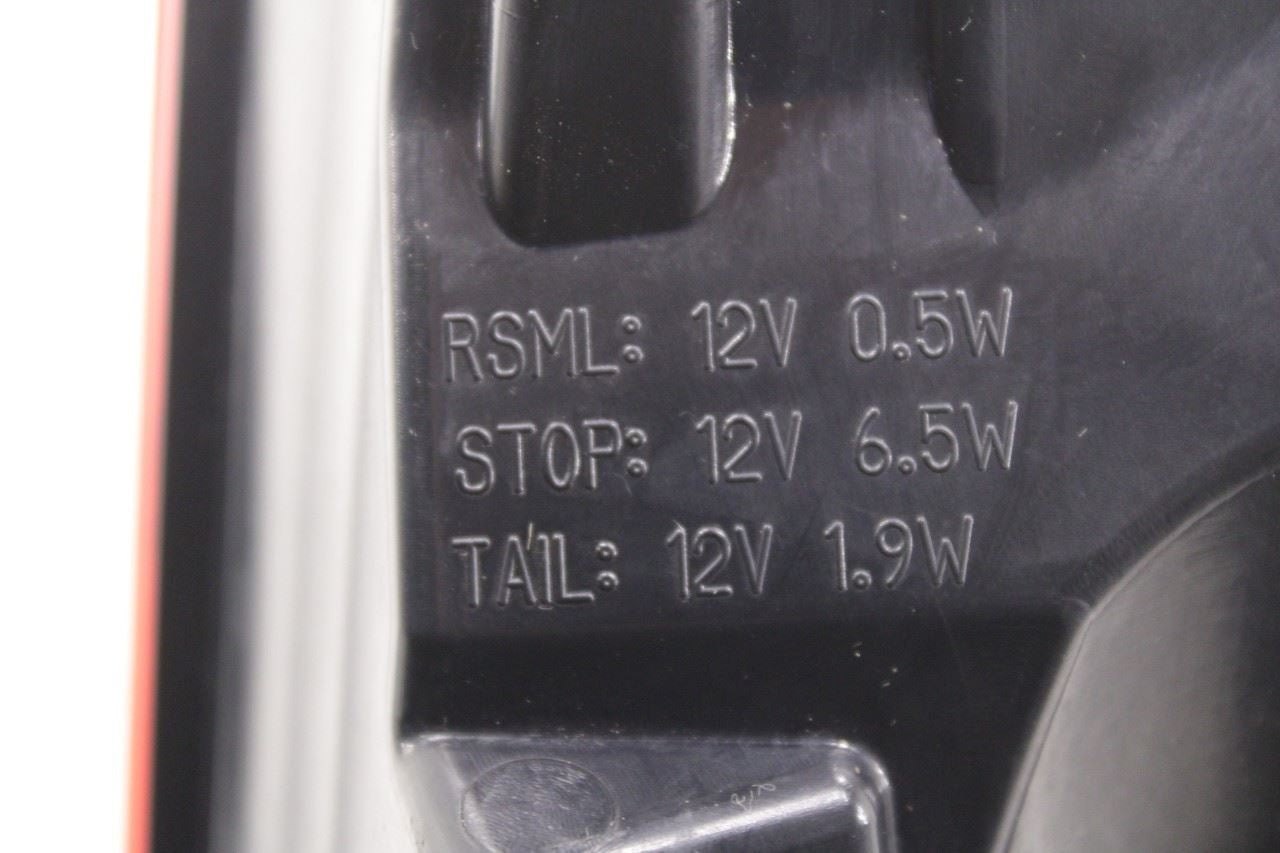 RSML: 12V 0.5W
STOP: 12V 6.5W
TAIL: 12V 1.9W